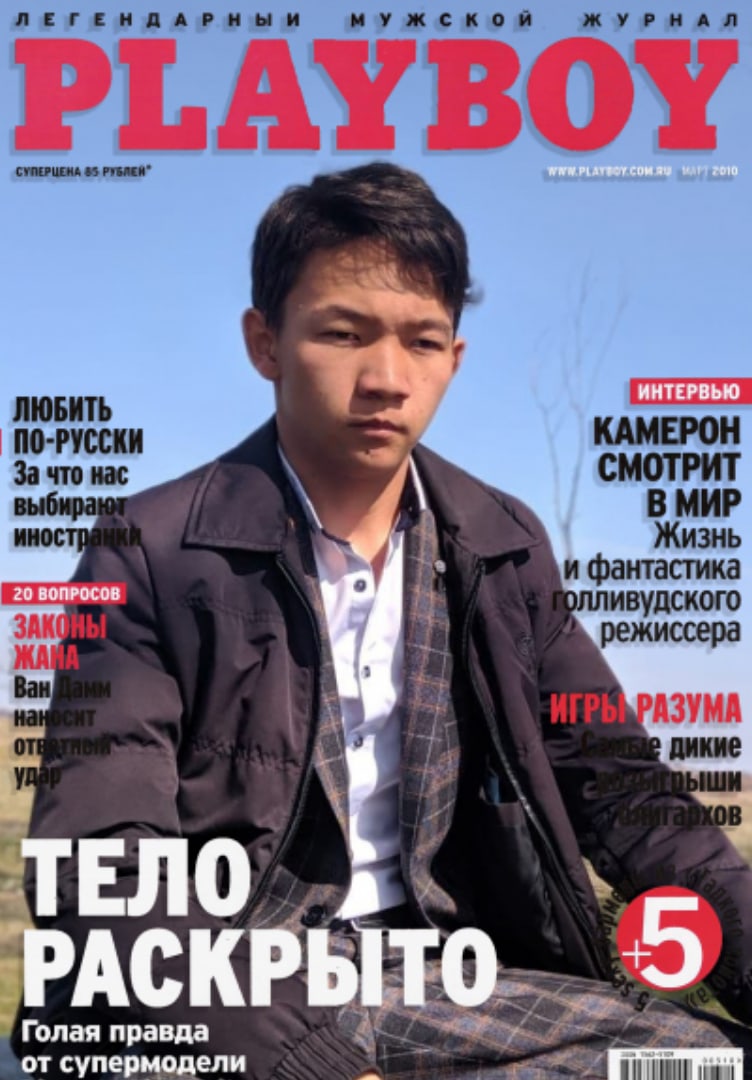 ЛЕГЕНДАРНЫЙ МУЖСКОЙ ЖУРНАЛ
PLAYBOY
СУПЕРЦЕНА 85 РУБЛЕЙ*
WWW.PLAYBOY.COM.RU МАРТ 2010
ЛЮБИТЬ
ПО-РУССКИ
За что нас
выбирают
иностранки
20 ВОПРОСОВ
ЗАКОНЫ
ЖАНА
Ван Дамм
наносит
ответный
удар
ИНТЕРВЬЮ
КАМЕРОН
СМОТРИТ
В МИР
Жизнь
и фантастика
голливудского
режиссера
ИГРЫ РАЗУМА
Самые дикие
розыгрыши
олигархов
+5
ТЕЛО
РАСКРЫТО
Голая правда
от супермодели